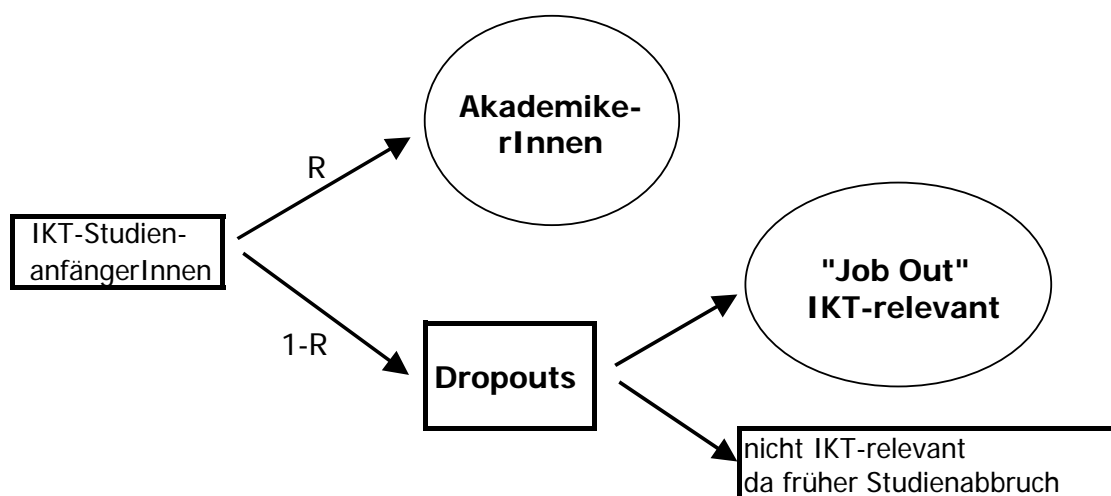 Akademike-
rInnen
R
IKT-Studien-
anfängerInnen
"Job Out"
IKT-relevant
1-R
Dropouts
nicht IKT-relevant
da früher Studienabbruch